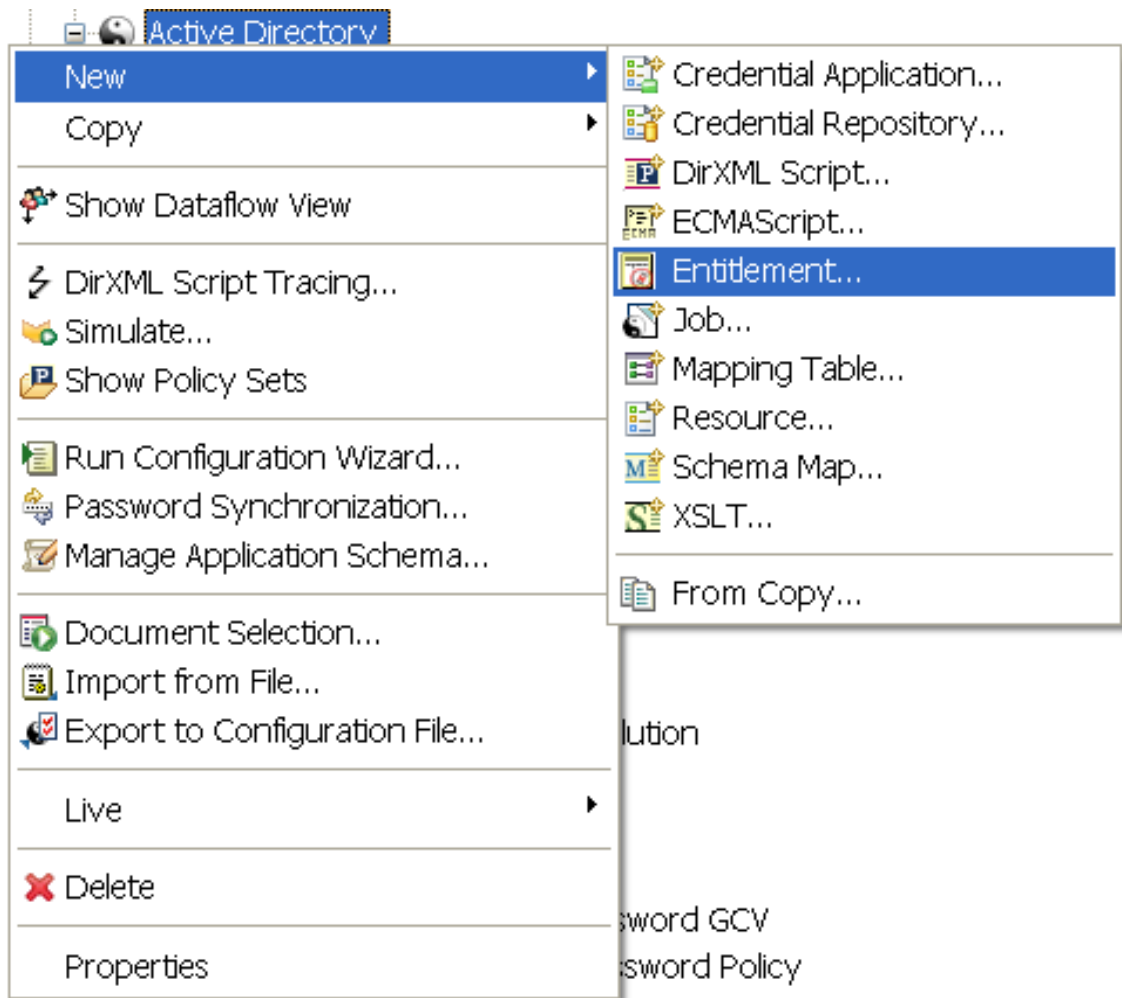 Active Directory
New
Copy
Show Dataflow View
DirXML Script Tracing...
Simulate...
Show Policy Sets
Run Configuration Wizard...
Password Synchronization...
Manage Application Schema...
Document Selection...
Import from File...
Export to Configuration File...
Live
Delete
Properties
Credential Application...
Credential Repository...
DirXML Script...
ECMAScript...
Entitlement...
Job...
Mapping Table...
Resource...
Schema Map...
XSLT...
From Copy...
lution
sword GCV
ssword Policy